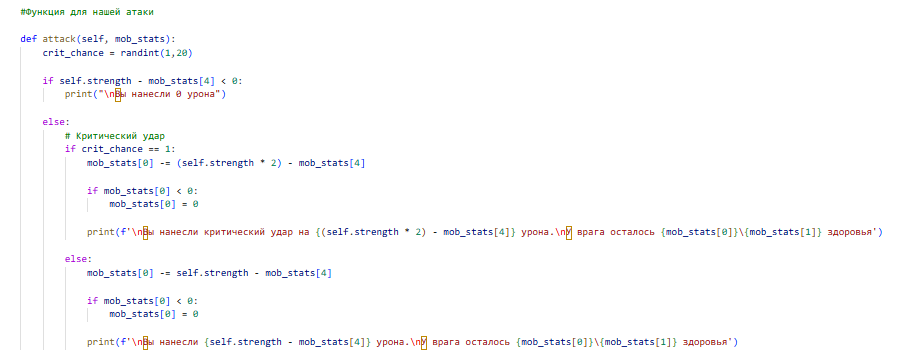 #Функция для нашей атаки
def attack(self, mob_stats):
crit_chance = randint(1,20)
if self.strength - mob_stats[4] < 0:
print("\nВы нанесли 0 урона")
else:
# Критический удар
if crit_chance == 1:
mob_stats[0] -= (self.strength * 2) - mob_stats[4]
if mob_stats[0] < 0:
mob_stats[0] = 0
print(f'\nВы нанесли критический удар на {(self.strength * 2) - mob_stats[4]} урона.\nУ врага осталось {mob_stats[0]}\{mob_stats[1]} здоровья')
else:
mob_stats[0] -= self.strength - mob_stats[4]
if mob_stats[0] < 0:
mob_stats[0] = 0
print(f'\nВы нанесли {self.strength - mob_stats[4]} урона.\nУ врага осталось {mob_stats[0]}\{mob_stats[1]} здоровья')